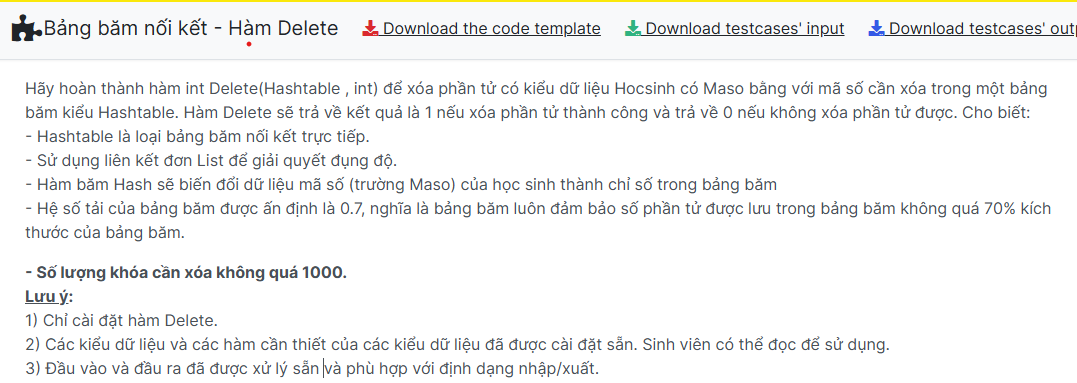 Bảng băm nối kết - Hàm Delete Download the code template Download testcases' input Download testcases' outp
Hãy hoàn thành hàm int Delete(Hashtable , int) để xóa phần tử có kiểu dữ liệu Hocsinh có Maso bằng với mã số cần xóa trong một bảng
băm kiểu Hashtable. Hàm Delete sẽ trả về kết quả là 1 nếu xóa phần tử thành công và trả về 0 nếu không xóa phần tử được. Cho biết:
- Hashtable là loại bảng băm nối kết trực tiếp.
- Sử dụng liên kết đơn List để giải quyết đụng độ.
- Hàm băm Hash sẽ biến đổi dữ liệu mã số (trường Maso) của học sinh thành chỉ số trong bảng băm
- Hệ số tải của bảng băm được ấn định là 0.7, nghĩa là bảng băm luôn đảm bảo số phần tử được lưu trong bảng băm không quá 70% kích
thước của bảng băm.
- Số lượng khóa cần xóa không quá 1000.
Lưu ý:
1) Chỉ cài đặt hàm Delete.
2) Các kiểu dữ liệu và các hàm cần thiết của các kiểu dữ liệu đã được cài đặt sẵn. Sinh viên có thể đọc để sử dụng.
3) Đầu vào và đầu ra đã được xử lý sẵn và phù hợp với định dạng nhập/xuất.